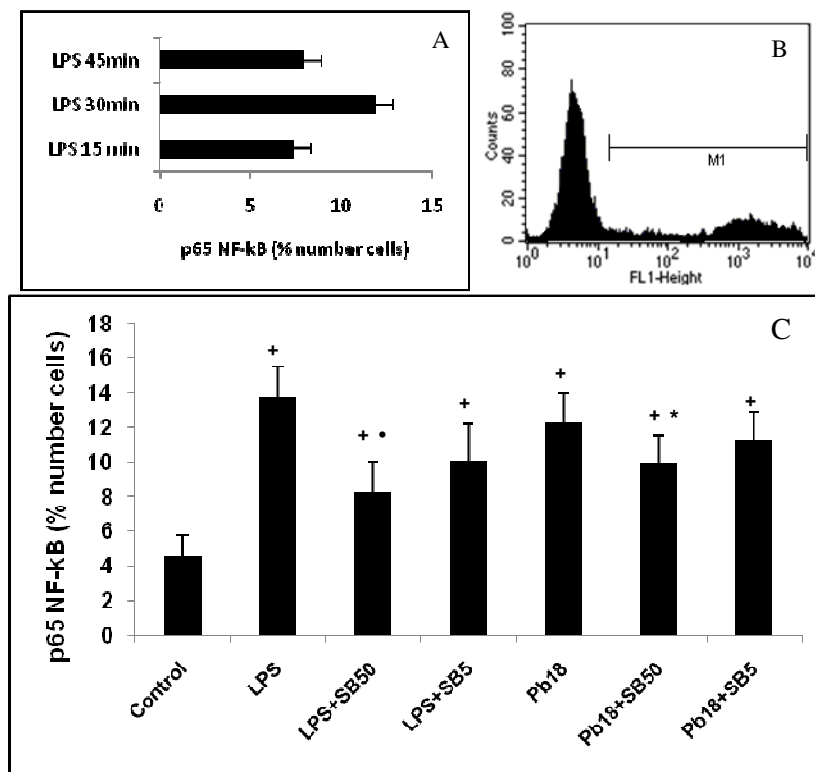 A
LPS 45min
LPS 30min
LPS 15 min
0 5 10 15
p65 NF-kB (% number cells)
B
100
80
60
40
20
0
Counts
M1
10^0 10^1 10^2 10^3 10^4
FL1-Height
C
18
16
14
12
10
8
6
4
2
0
p65 NF-kB (% number cells)
+
+ •
+
+
+ *
+
Control LPS LPS+SB50 LPS+SB5 Pb18 Pb18+SB50 Pb18+SB5